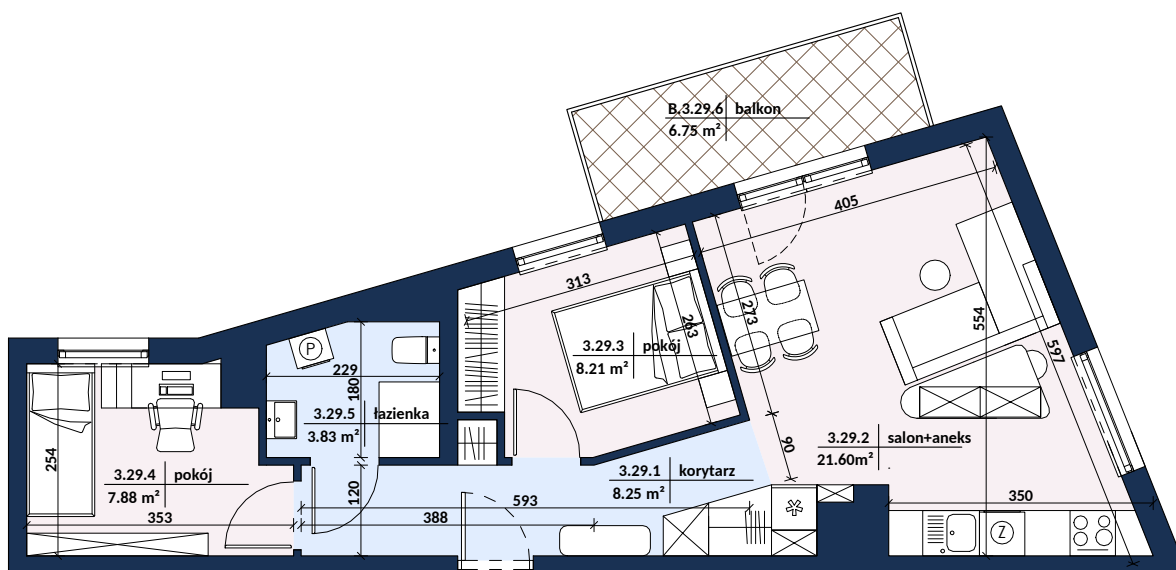 B.3.29.6 balkon
6.75 m²
405
313
273
263
554
597
3.29.3 pokój
8.21 m²
P
229
180
3.29.5 łazienka
3.83 m²
3.29.2 salon+aneks
21.60m²
90
254
3.29.4 pokój
7.88 m²
3.29.1 korytarz
8.25 m²
120
593
350
353
388
Z